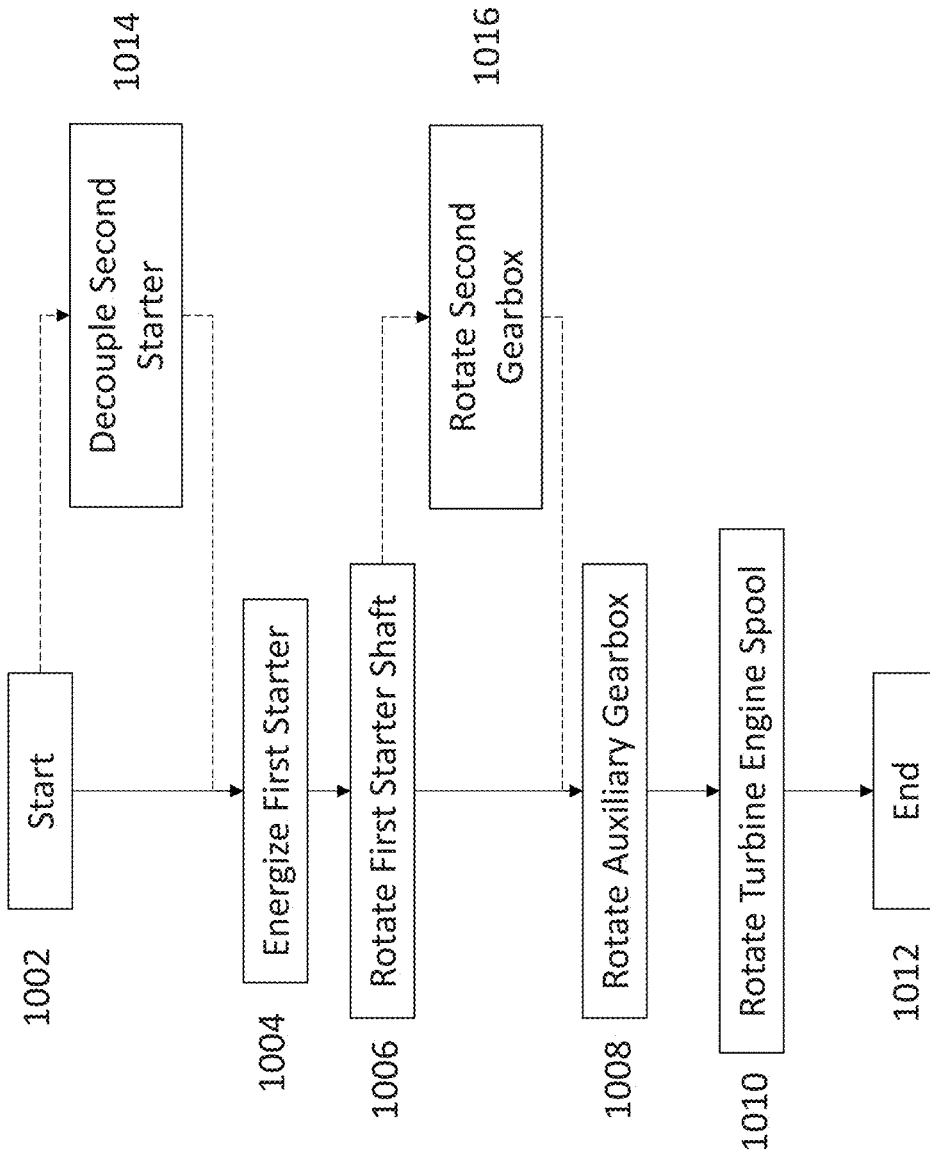 1002
Start
Decouple Second
Starter
1014
1004
Energize First Starter
1006
Rotate First Starter Shaft
Rotate Second
Gearbox
1016
1008
Rotate Auxiliary Gearbox
1010
Rotate Turbine Engine Spool
1012
End